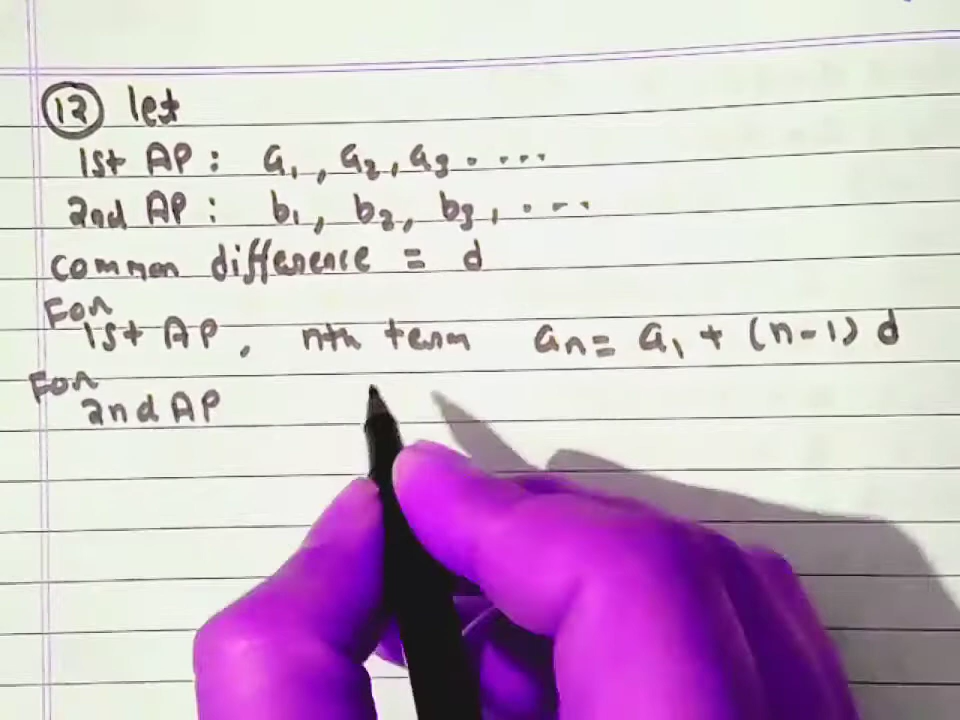 12 let
1st AP : a1, a2, a3 . ....
2nd AP : b1, b2, b3, ....
common difference = d
For
1st AP, nth term an = a1 + (n-1) d
For
2nd AP